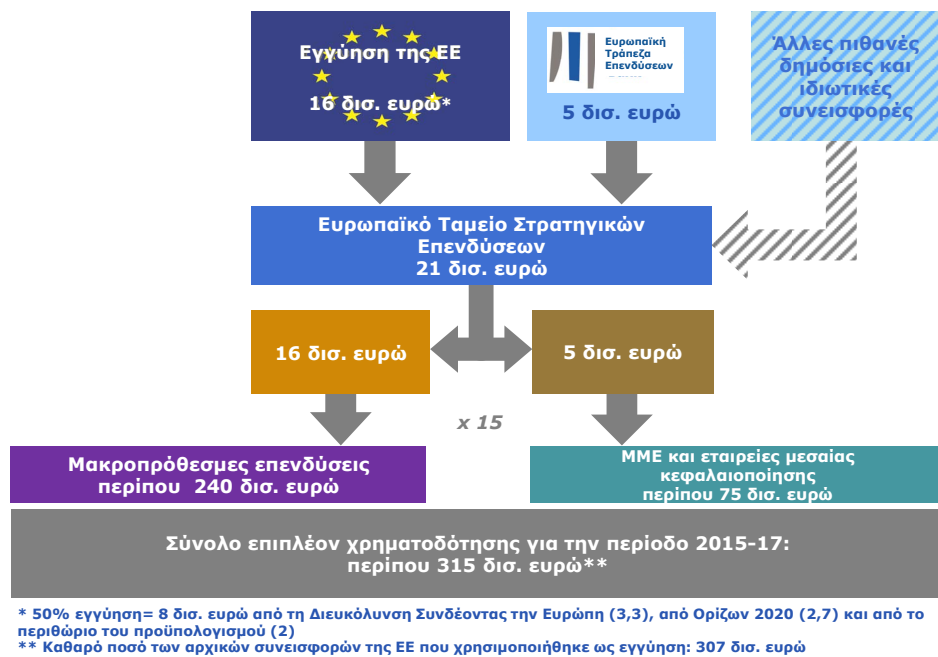 Εγγύηση της ΕΕ
16 δισ. ευρώ*
Ευρωπαϊκή
Τράπεζα
Επενδύσεων
5 δισ. ευρώ
Άλλες πιθανές
δημόσιες και
ιδιωτικές
συνεισφορές
Ευρωπαϊκό Ταμείο Στρατηγικών
Επενδύσεων
21 δισ. ευρώ
16 δισ. ευρώ
5 δισ. ευρώ
x 15
Μακροπρόθεσμες επενδύσεις
περίπου 240 δισ. ευρώ
ΜΜΕ και εταιρείες μεσαίας
κεφαλαιοποίησης
περίπου 75 δισ. ευρώ
Σύνολο επιπλέον χρηματοδότησης για την περίοδο 2015-17:
περίπου 315 δισ. ευρώ**
* 50% εγγύηση= 8 δισ. ευρώ από τη Διευκόλυνση Συνδέοντας την Ευρώπη (3,3), από Ορίζων 2020 (2,7) και από το
περιθώριο του προϋπολογισμού (2)
** Καθαρό ποσό των αρχικών συνεισφορών της ΕΕ που χρησιμοποιήθηκε ως εγγύηση: 307 δισ. ευρώ